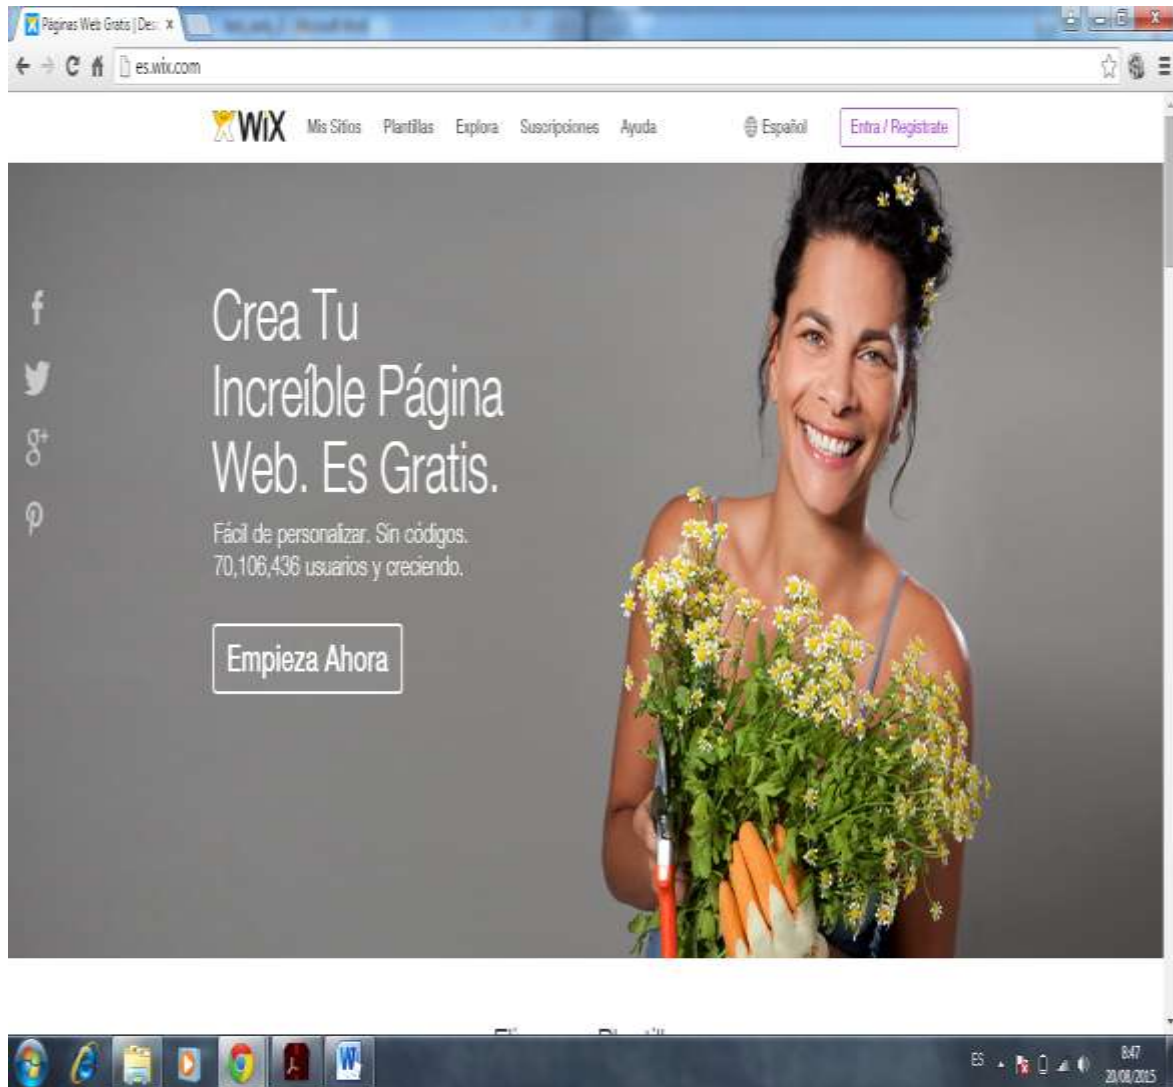 Páginas Web Gratis | Des
es.wix.com
WiX Mis Sitios Plantillas Explora Suscripciones Ayuda Español Entra / Regístrate
Crea Tu
Increíble Página
Web. Es Gratis.
Fácil de personalizar. Sin códigos.
70,106,436 usuarios y creciendo.
Empieza Ahora
ES
8:47
20/08/2015